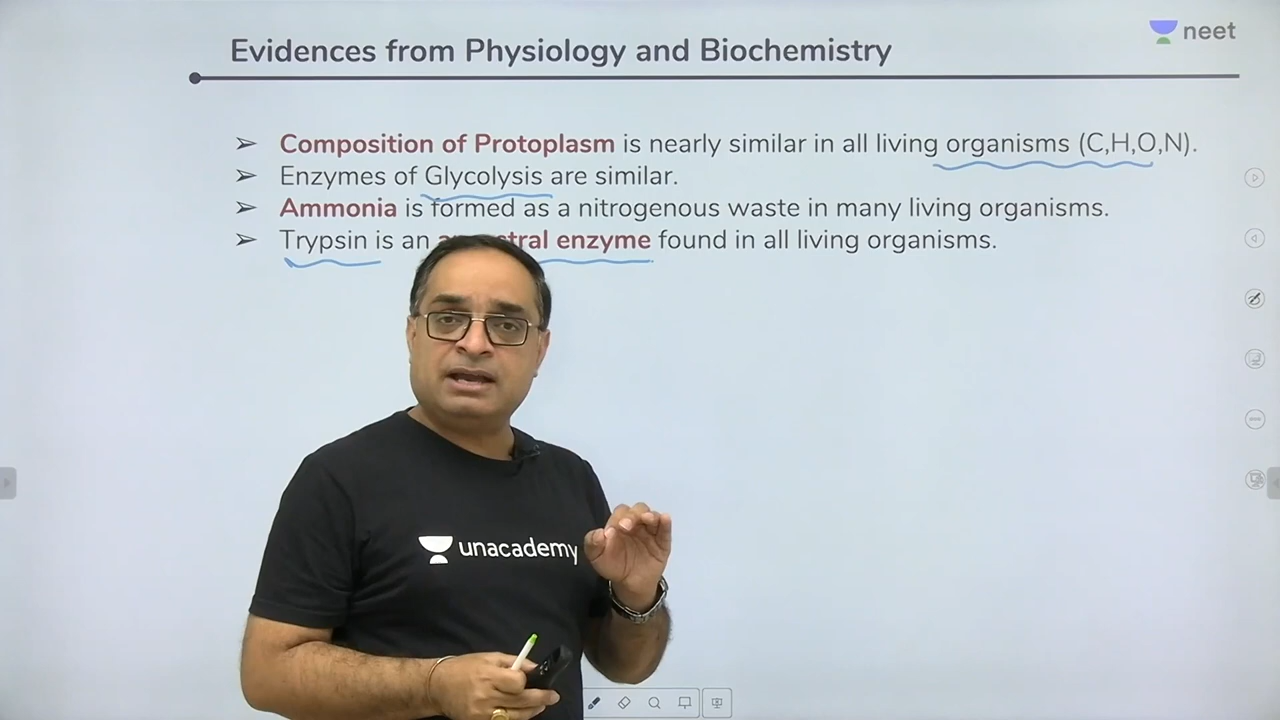 Evidences from Physiology and Biochemistry
neet
➢ Composition of Protoplasm is nearly similar in all living organisms (C,H,O,N).
➢ Enzymes of Glycolysis are similar.
➢ Ammonia is formed as a nitrogenous waste in many living organisms.
➢ Trypsin is an enzyme found in all living organisms.
unacademy